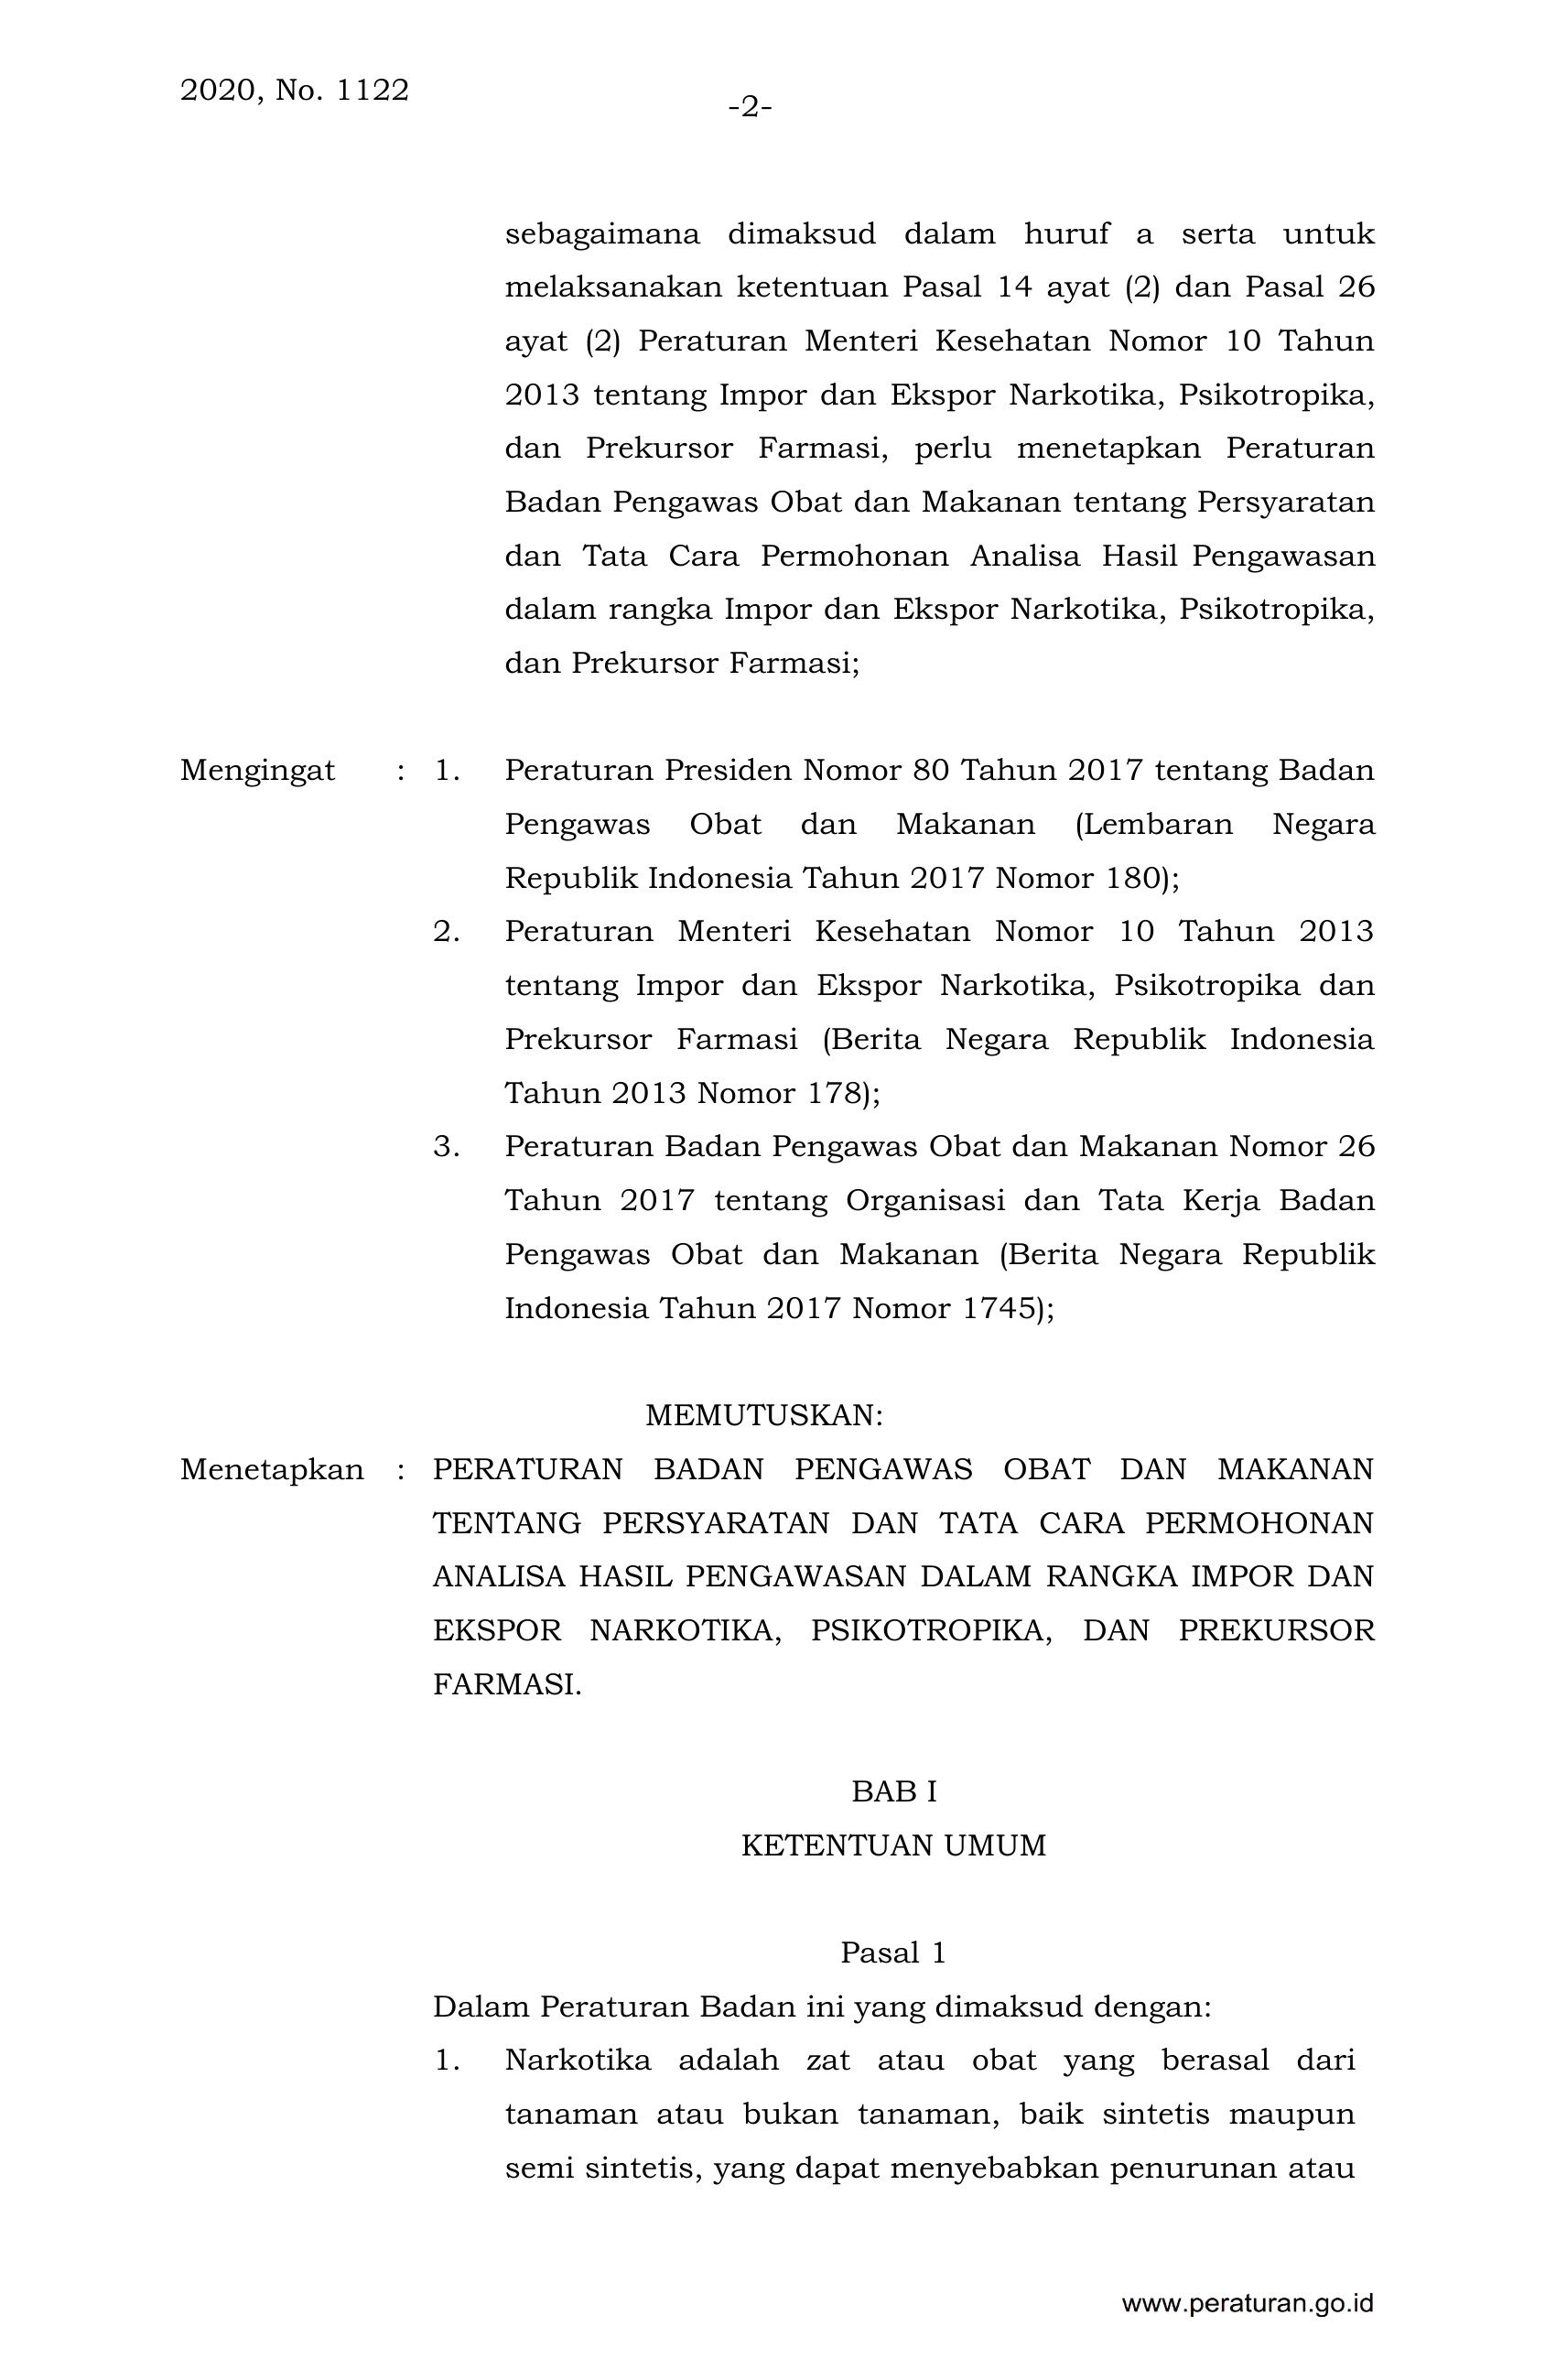 2020, No. 1122
-2-
sebagaimana dimaksud dalam huruf a serta untuk
melaksanakan ketentuan Pasal 14 ayat (2) dan Pasal 26
ayat (2) Peraturan Menteri Kesehatan Nomor 10 Tahun
2013 tentang Impor dan Ekspor Narkotika, Psikotropika,
dan Prekursor Farmasi, perlu menetapkan Peraturan
Badan Pengawas Obat dan Makanan tentang Persyaratan
dan Tata Cara Permohonan Analisa Hasil Pengawasan
dalam rangka Impor dan Ekspor Narkotika, Psikotropika,
dan Prekursor Farmasi;
Mengingat : 1. Peraturan Presiden Nomor 80 Tahun 2017 tentang Badan
Pengawas Obat dan Makanan (Lembaran Negara
Republik Indonesia Tahun 2017 Nomor 180);
2. Peraturan Menteri Kesehatan Nomor 10 Tahun 2013
tentang Impor dan Ekspor Narkotika, Psikotropika dan
Prekursor Farmasi (Berita Negara Republik Indonesia
Tahun 2013 Nomor 178);
3. Peraturan Badan Pengawas Obat dan Makanan Nomor 26
Tahun 2017 tentang Organisasi dan Tata Kerja Badan
Pengawas Obat dan Makanan (Berita Negara Republik
Indonesia Tahun 2017 Nomor 1745);
MEMUTUSKAN:
Menetapkan : PERATURAN BADAN PENGAWAS OBAT DAN MAKANAN
TENTANG PERSYARATAN DAN TATA CARA PERMOHONAN
ANALISA HASIL PENGAWASAN DALAM RANGKA IMPOR DAN
EKSPOR NARKOTIKA, PSIKOTROPIKA, DAN PREKURSOR
FARMASI.
BAB I
KETENTUAN UMUM
Pasal 1
Dalam Peraturan Badan ini yang dimaksud dengan:
1. Narkotika adalah zat atau obat yang berasal dari
tanaman atau bukan tanaman, baik sintetis maupun
semi sintetis, yang dapat menyebabkan penurunan atau
www.peraturan.go.id